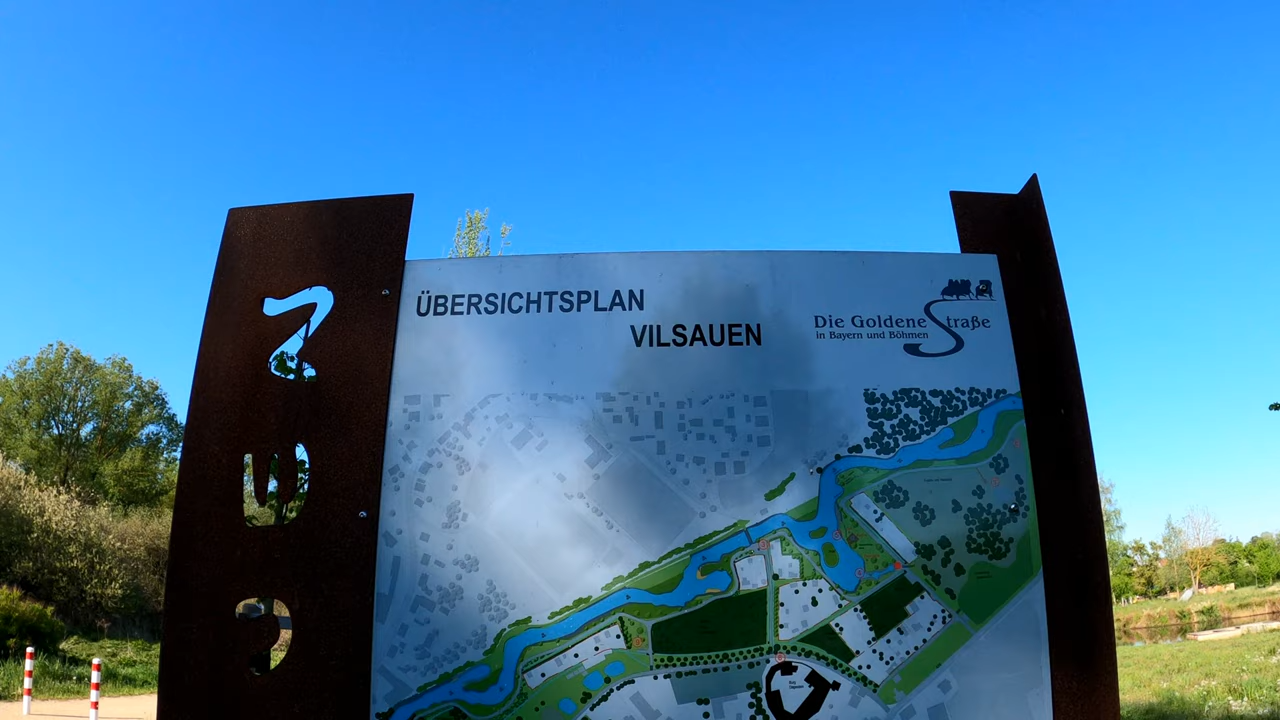 ÜBERSICHTSPLAN
VILSAUEN
Die Goldene Straße
in Bayern und Böhmen